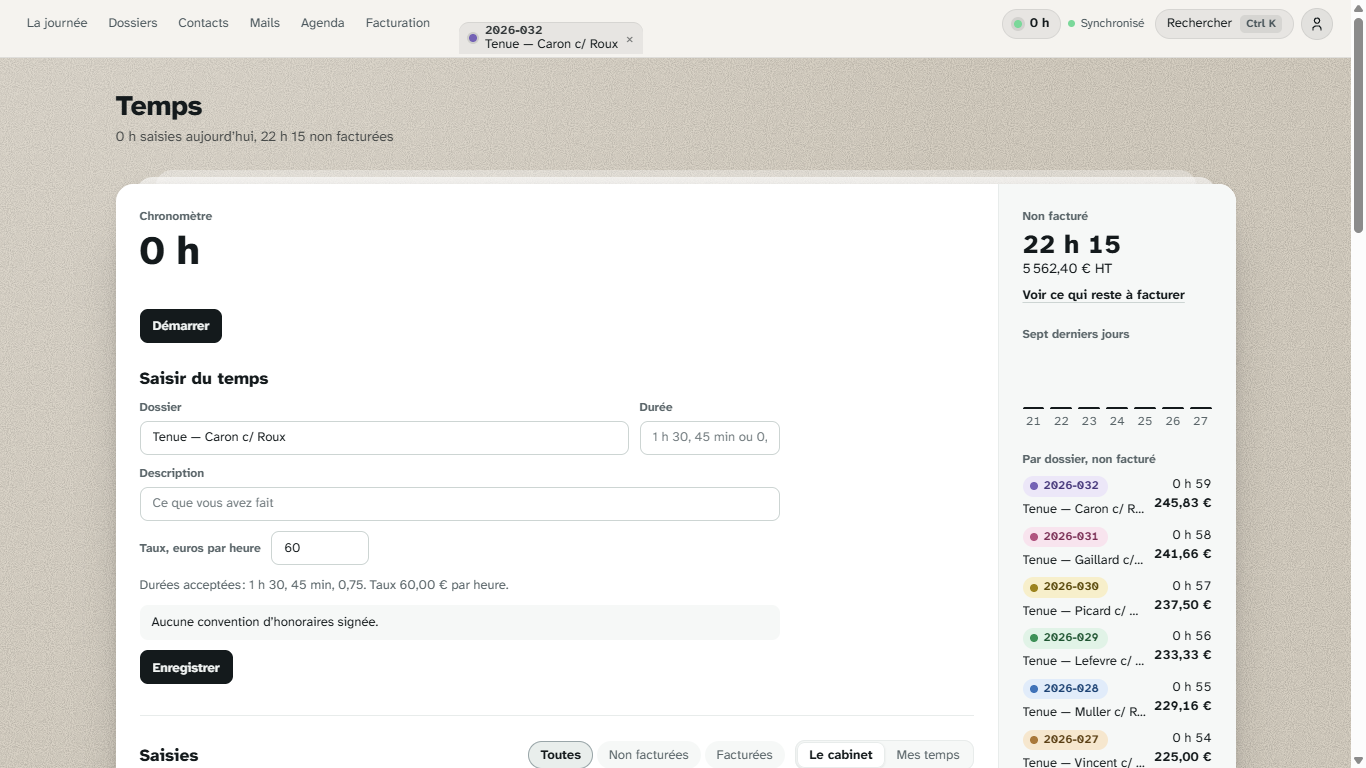 La journée Dossiers Contacts Mails Agenda Facturation
2026-032
Tenue — Caron c/ Roux ×
0 h Synchronisé Rechercher Ctrl K
Temps
0 h saisies aujourd’hui, 22 h 15 non facturées
Chronomètre
0 h
Démarrer
Saisir du temps
Dossier Durée
Tenue — Caron c/ Roux 1 h 30, 45 min ou 0,
Description
Ce que vous avez fait
Taux, euros par heure 60
Durées acceptées : 1 h 30, 45 min, 0,75. Taux 60,00 € par heure.
Aucune convention d’honoraires signée.
Enregistrer
Saisies Toutes Non facturées Facturées Le cabinet Mes temps
Non facturé
22 h 15
5 562,40 € HT
Voir ce qui reste à facturer
Sept derniers jours
21 22 23 24 25 26 27
Par dossier, non facturé
2026-032 0 h 59
Tenue — Caron c/ R... 245,83 €
2026-031 0 h 58
Tenue — Gaillard c/... 241,66 €
2026-030 0 h 57
Tenue — Picard c/ ... 237,50 €
2026-029 0 h 56
Tenue — Lefevre c/ ... 233,33 €
2026-028 0 h 55
Tenue — Muller c/ R... 229,16 €
2026-027 0 h 54
Tenue — Vincent c/ ... 225,00 €